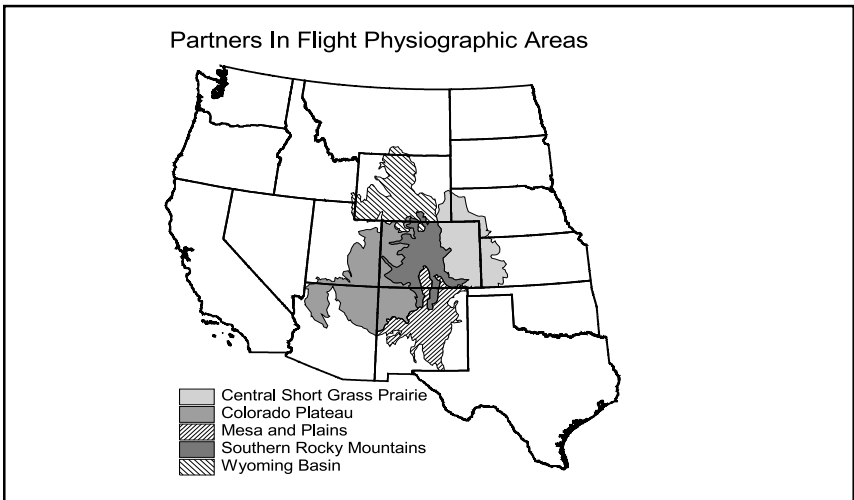 Partners In Flight Physiographic Areas
Central Short Grass Prairie
Colorado Plateau
Mesa and Plains
Southern Rocky Mountains
Wyoming Basin